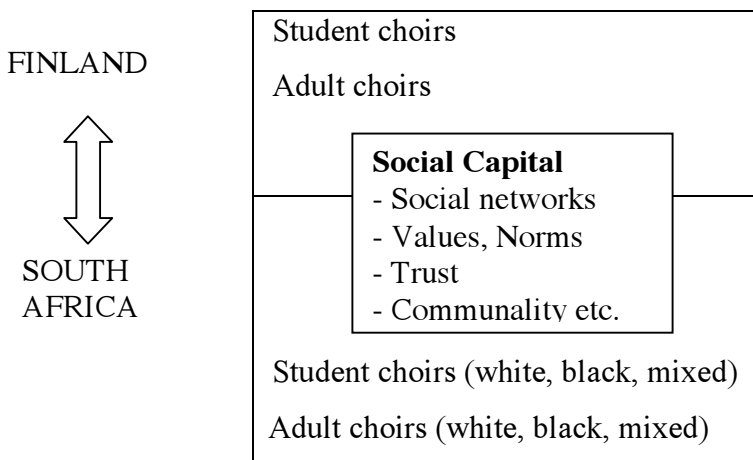 FINLAND
SOUTH
AFRICA
Student choirs
Adult choirs
Social Capital
- Social networks
- Values, Norms
- Trust
- Communality etc.
Student choirs (white, black, mixed)
Adult choirs (white, black, mixed)